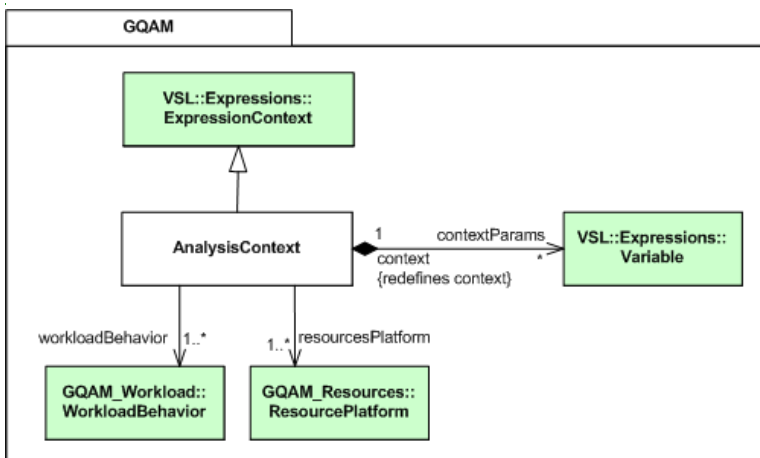 GQAM
VSL::Expressions::
ExpressionContext
AnalysisContext
1
contextParams
context
*
{redefines context}
VSL::Expressions::
Variable
workloadBehavior
1..*
1..*
resourcesPlatform
GQAM_Workload::
WorkloadBehavior
GQAM_Resources::
ResourcePlatform